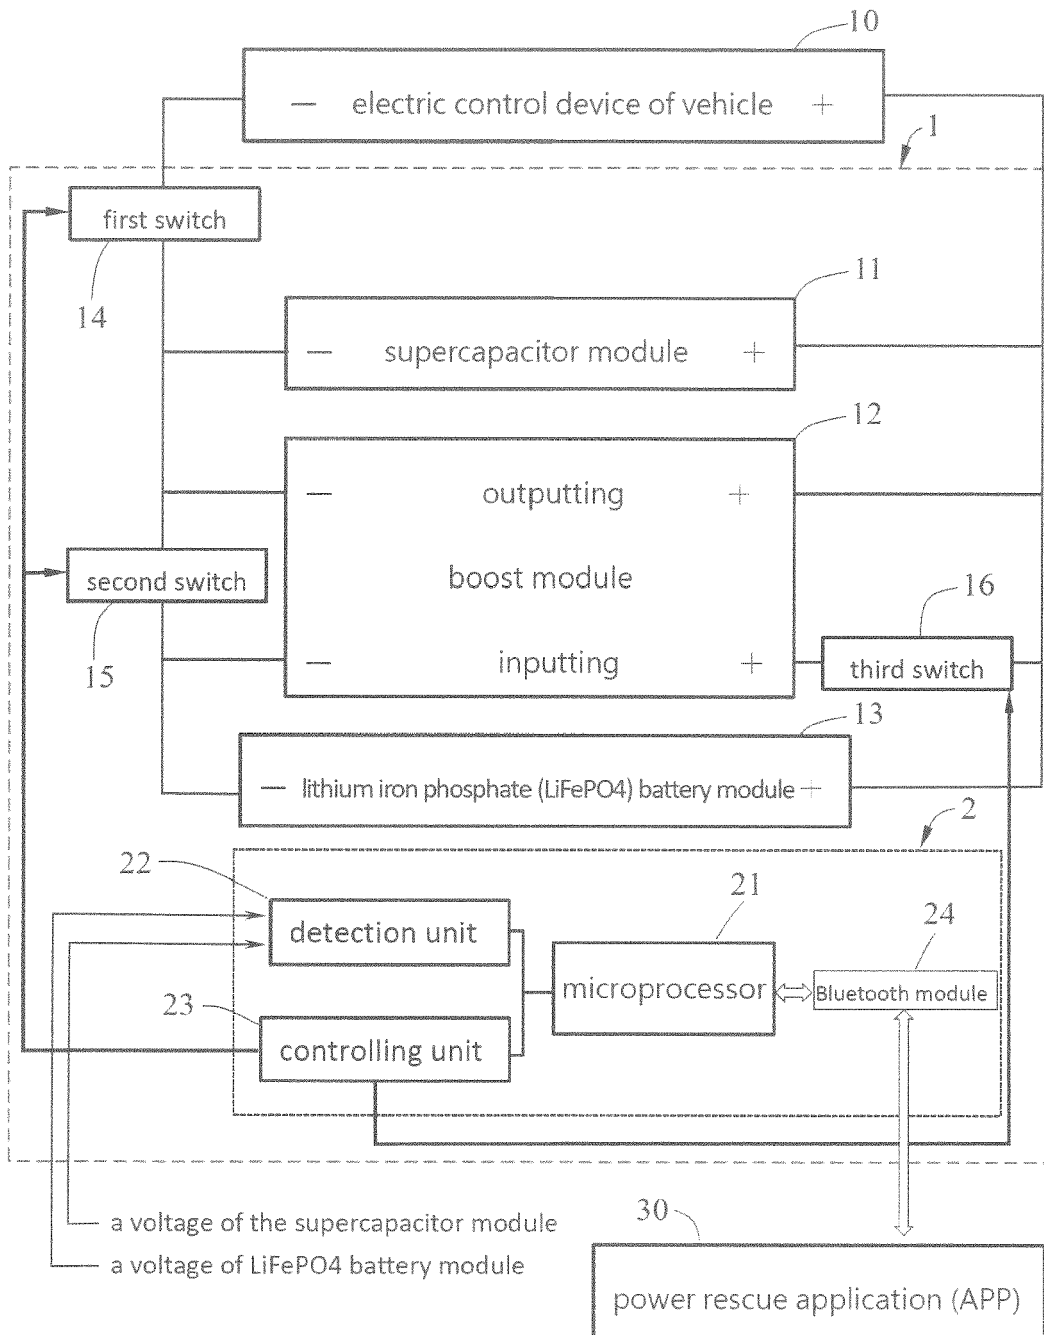 10
− electric control device of vehicle +
1
first switch
14
11
− supercapacitor module +
12
− outputting +
boost module
second switch
15
16
− inputting +
third switch
13
− lithium iron phosphate (LiFePO4) battery module +
2
22
21
24
detection unit
microprocessor
Bluetooth module
23
controlling unit
a voltage of the supercapacitor module
a voltage of LiFePO4 battery module
30
power rescue application (APP)